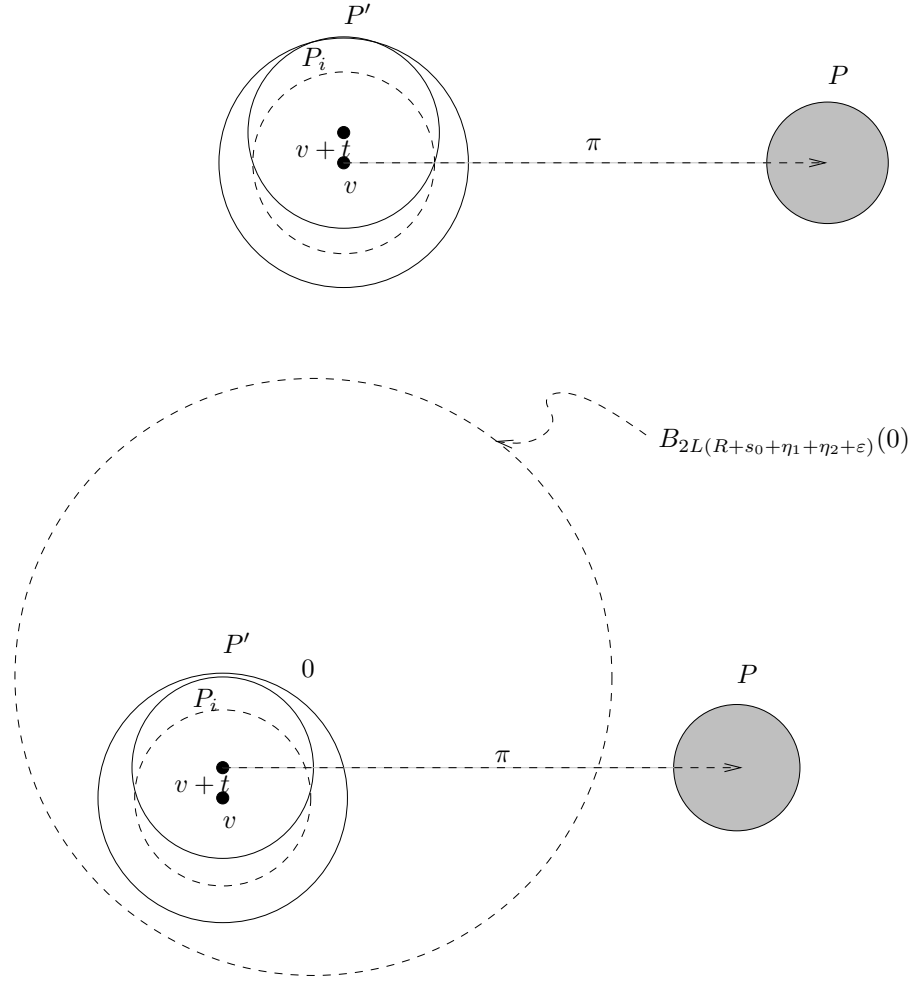 P′
P_i
P
v + t
π
v
B_{2L(R+s_0+η_1+η_2+ε)}(0)
P′
0
P_i
P
π
v + t
v